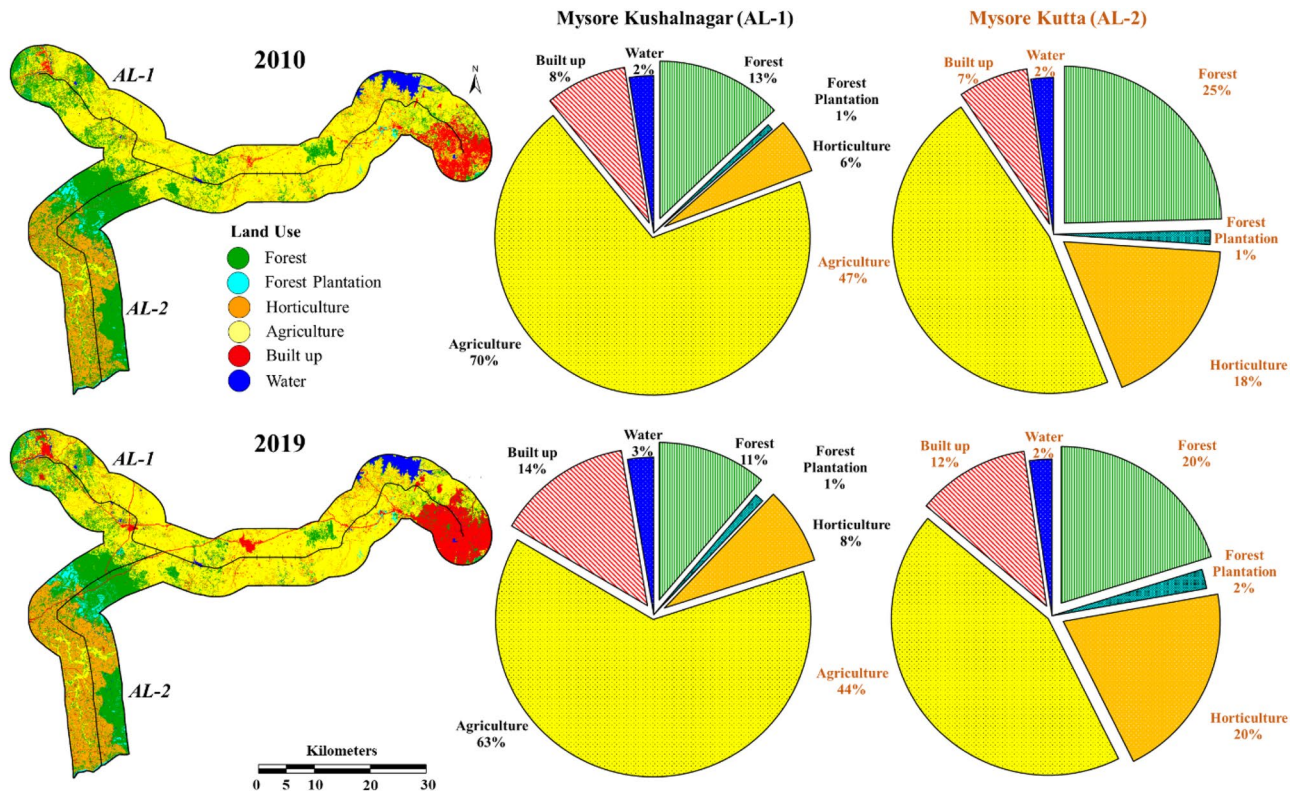 Mysore Kushalnagar (AL-1)
Mysore Kutta (AL-2)
AL-1
2010
N
AL-2
Land Use
Forest
Forest Plantation
Horticulture
Agriculture
Built up
Water
Built up
8%
Water
2%
Forest
13%
Forest
Plantation
1%
Horticulture
6%
Agriculture
70%
Built up
7%
Water
2%
Forest
25%
Forest
Plantation
1%
Horticulture
18%
Agriculture
47%
AL-1
2019
AL-2
Kilometers
0 5 10 20 30
Built up
14%
Water
3%
Forest
11%
Forest
Plantation
1%
Horticulture
8%
Agriculture
63%
Built up
12%
Water
2%
Forest
20%
Forest
Plantation
2%
Horticulture
20%
Agriculture
44%